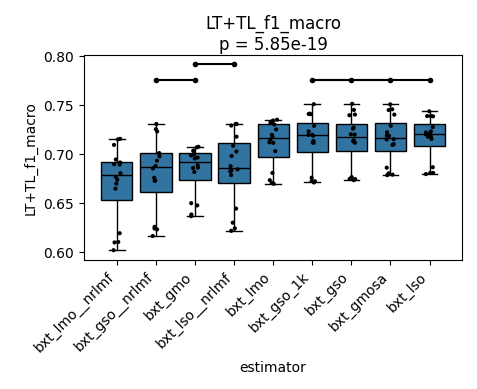 LT+TL_f1_macro
p = 5.85e-19
LT+TL_f1_macro
0.80
0.75
0.70
0.65
0.60
bxt_lmo__nrlmf
bxt_gso__nrlmf
bxt_gmo
bxt_lso__nrlmf
bxt_lmo
bxt_gso_1k
bxt_gso
bxt_gmosa
bxt_lso
estimator